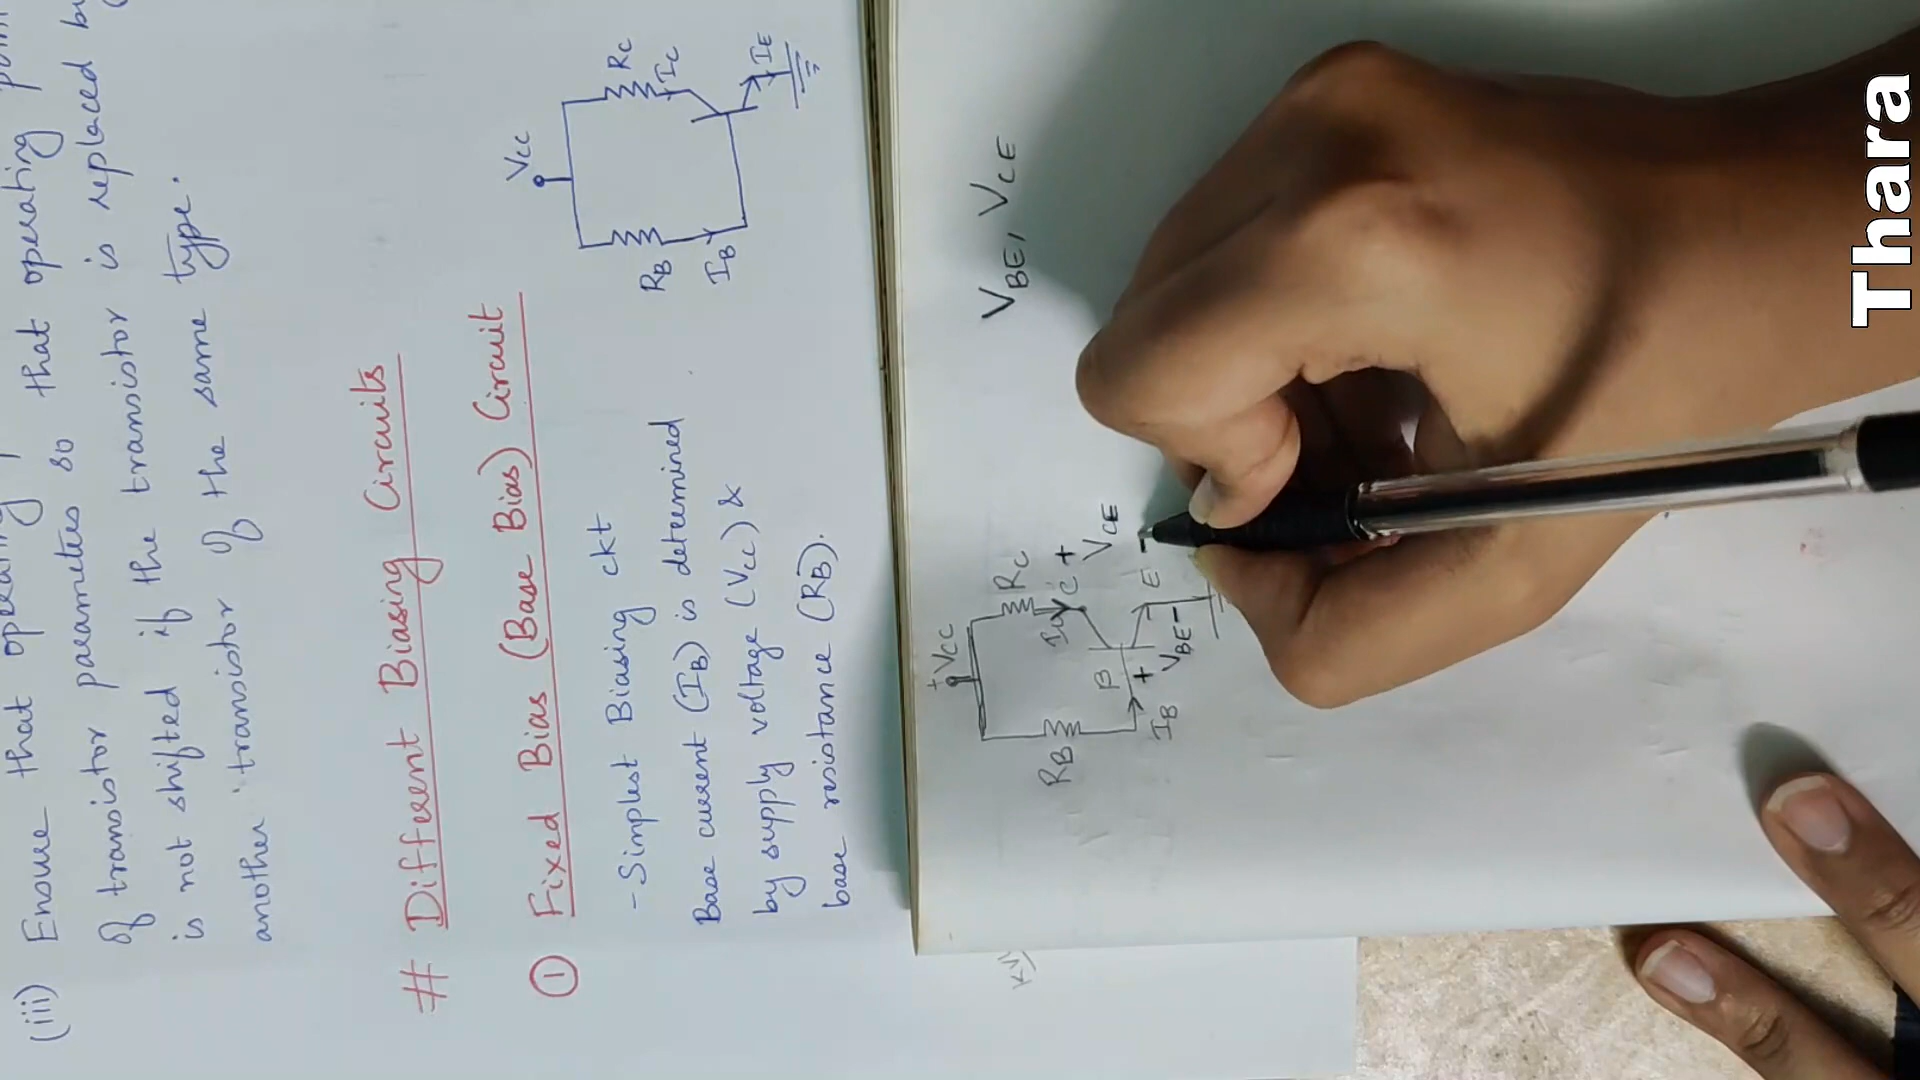 (iii) Ensure that that operating
of transistor parameters so that operating
is not shifted if the transistor is replaced
another transistor of the same type.
# Different Biasing Circuits
① Fixed Bias (Base Bias) Circuit
- Simplest Biasing ckt
Base current (IB) is determined
by supply voltage (Vcc) &
base resistance (RB).
Vcc
RB
RC
IC
IB
IE
VBE, VCE
+Vcc
RB
RC
IC
C +
VCE
B
E -
IB
+ VBE -
Thara